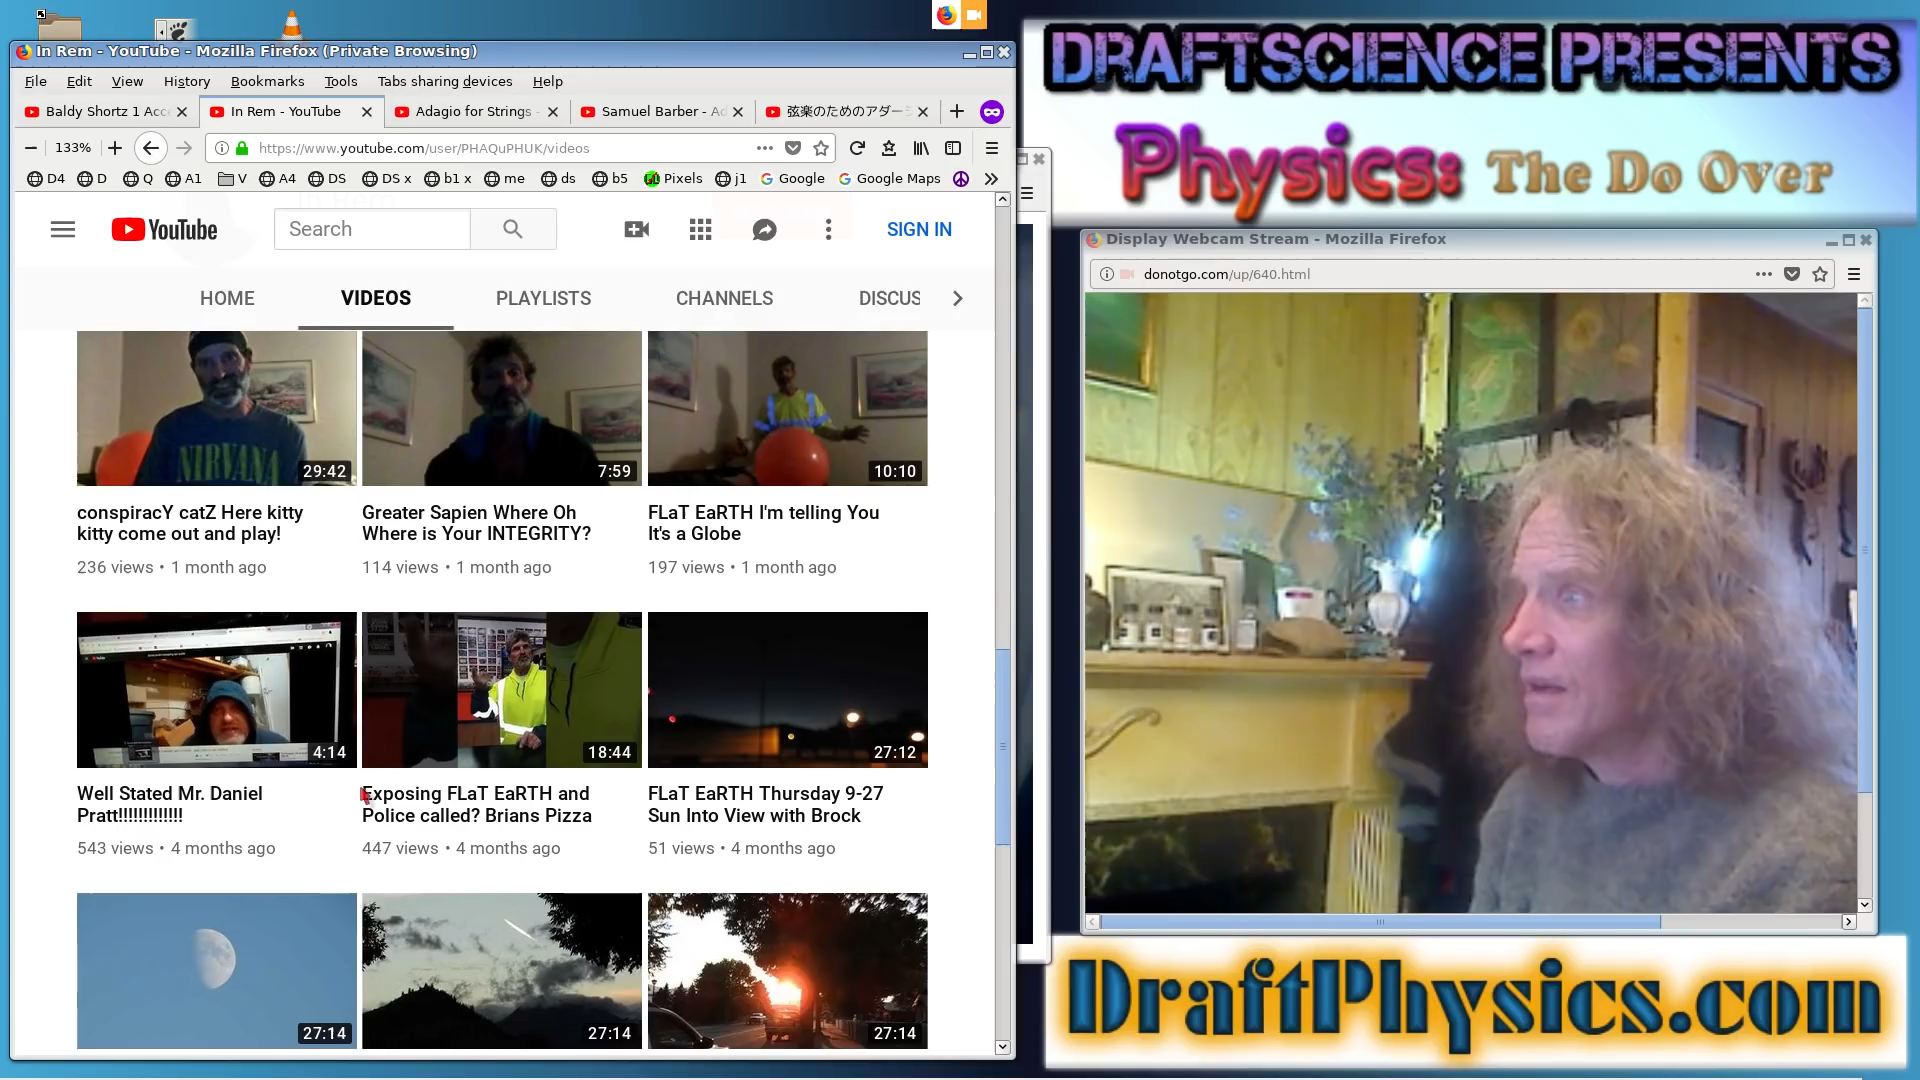 In Rem - YouTube - Mozilla Firefox (Private Browsing)
File Edit View History Bookmarks Tools Tabs sharing devices Help
Baldy Shortz 1 Acc
In Rem - YouTube
Adagio for Strings -
Samuel Barber - Ad
弦楽のためのアダー
133%
https://www.youtube.com/user/PHAQuPHUK/videos
D4 D Q A1 V A4 DS DS x b1 x me ds b5 Pixels j1 Google Google Maps
YouTube
Search
SIGN IN
HOME VIDEOS PLAYLISTS CHANNELS DISCUS
NIRVANA
29:42
7:59
10:10
conspiracY catZ Here kitty
kitty come out and play!
236 views • 1 month ago
Greater Sapien Where Oh
Where is Your INTEGRITY?
114 views • 1 month ago
FLaT EaRTH I'm telling You
It's a Globe
197 views • 1 month ago
4:14
18:44
27:12
Well Stated Mr. Daniel
Pratt!!!!!!!!!!!!!
543 views • 4 months ago
Exposing FLaT EaRTH and
Police called? Brians Pizza
447 views • 4 months ago
FLaT EaRTH Thursday 9-27
Sun Into View with Brock
51 views • 4 months ago
27:14
27:14
27:14
DRAFTSCIENCE PRESENTS
Physics: The Do Over
Display Webcam Stream - Mozilla Firefox
donotgo.com/up/640.html
DraftPhysics.com